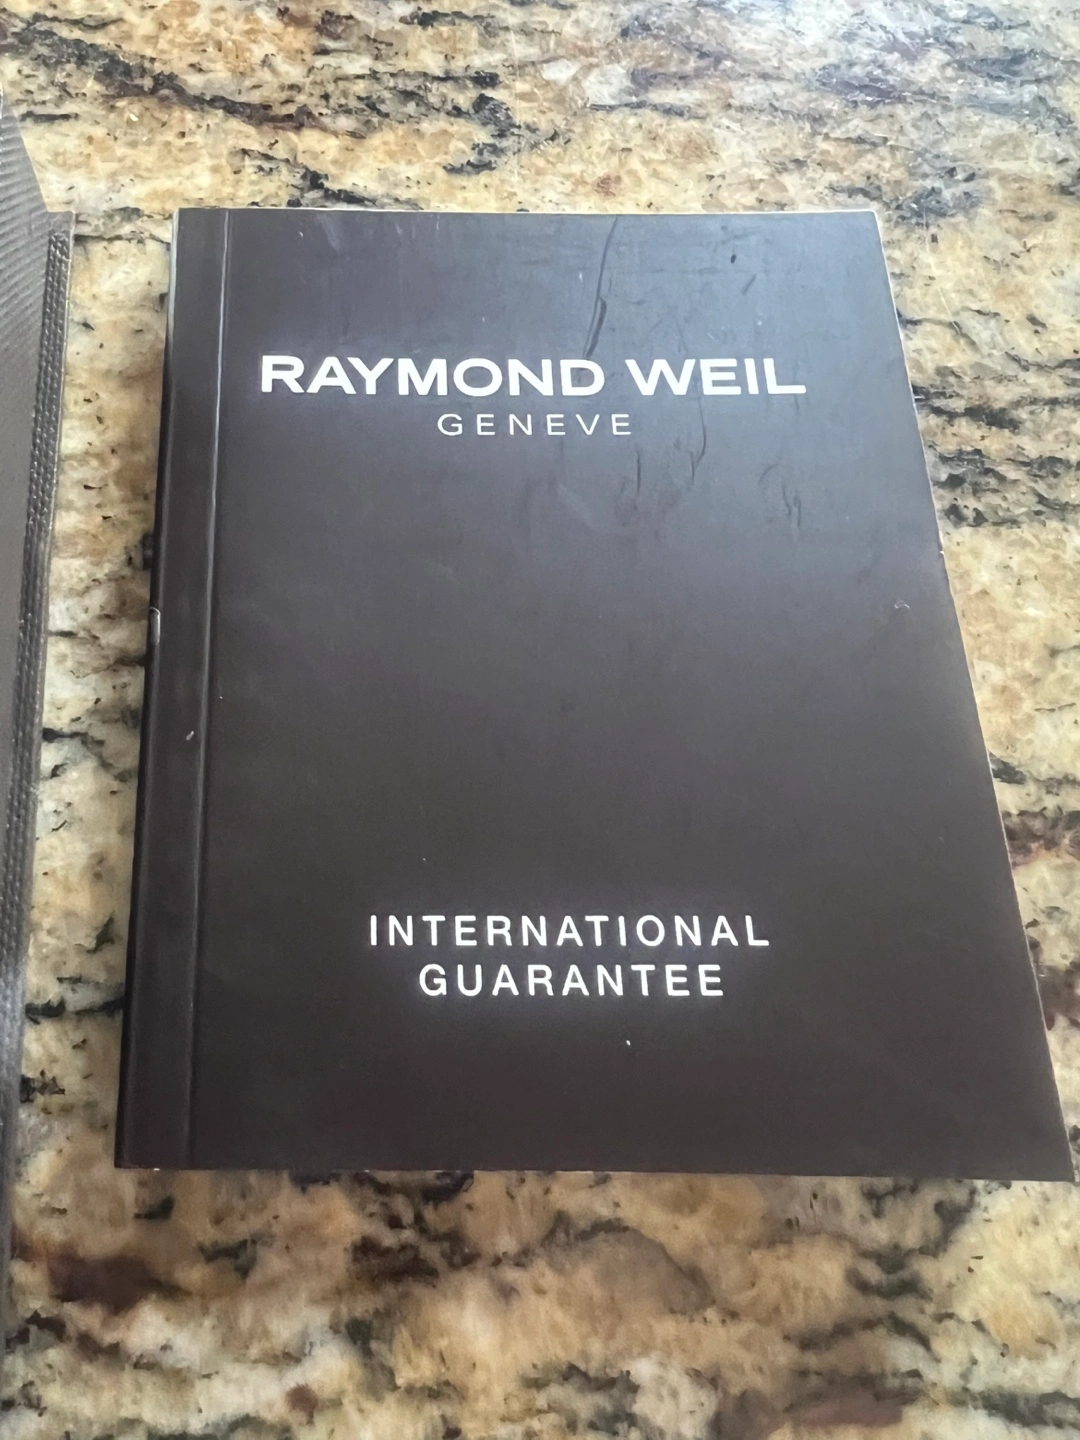 RAYMOND WEIL
GENEVE
INTERNATIONAL
GUARANTEE